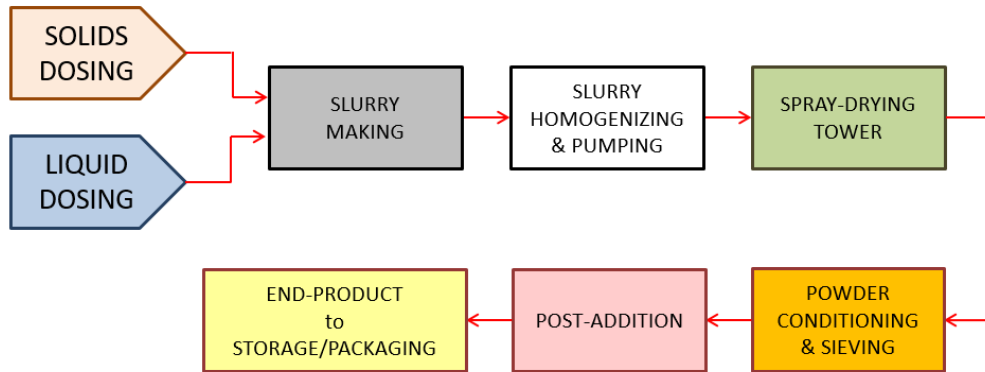 SOLIDS
DOSING
LIQUID
DOSING
SLURRY
MAKING
SLURRY
HOMOGENIZING
& PUMPING
SPRAY-DRYING
TOWER
END-PRODUCT
to
STORAGE/PACKAGING
POST-ADDITION
POWDER
CONDITIONING
& SIEVING